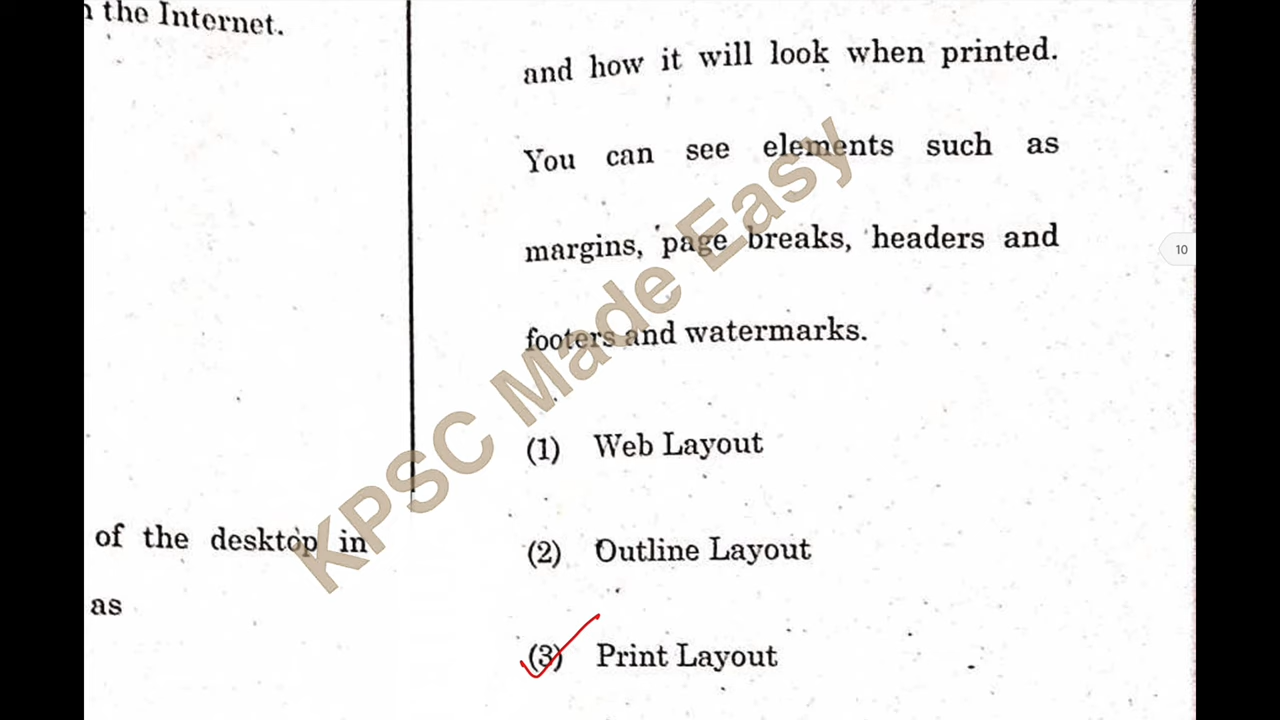 the Internet.
of the desktop in
as
and how it will look when printed.
You can see elements such as
margins, page breaks, headers and
footers and watermarks.
(1) Web Layout
(2) Outline Layout
(3) Print Layout
KPSC Made Easy
10